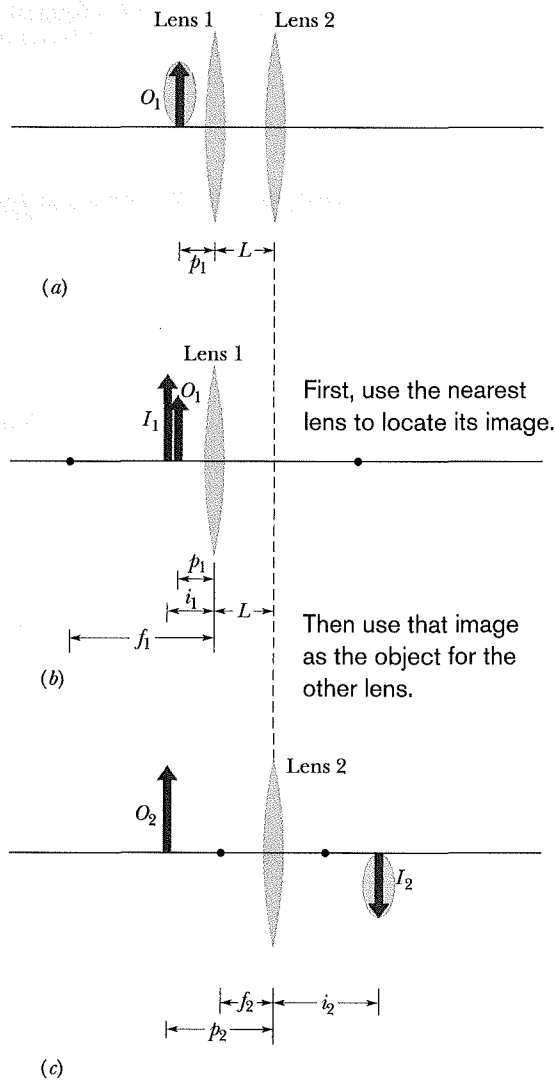 Lens 1 Lens 2
O₁
p₁ L
(a)
Lens 1
O₁
I₁
First, use the nearest
lens to locate its image.
p₁
i₁ L
f₁
Then use that image
as the object for the
other lens.
(b)
Lens 2
O₂
I₂
f₂ i₂
p₂
(c)